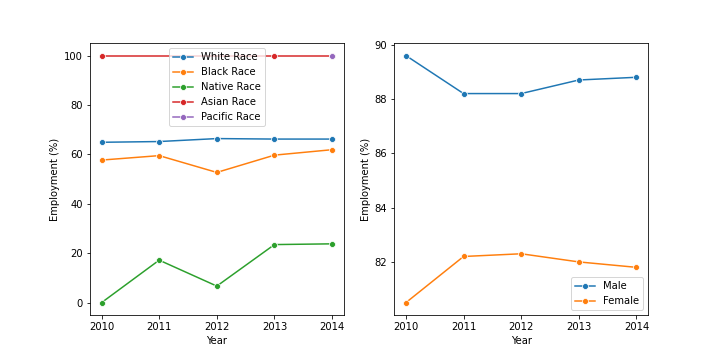 100
80
60
40
20
0
Employment (%)
2010 2011 2012 2013 2014
Year
White Race
Black Race
Native Race
Asian Race
Pacific Race
90
88
86
84
82
Employment (%)
2010 2011 2012 2013 2014
Year
Male
Female